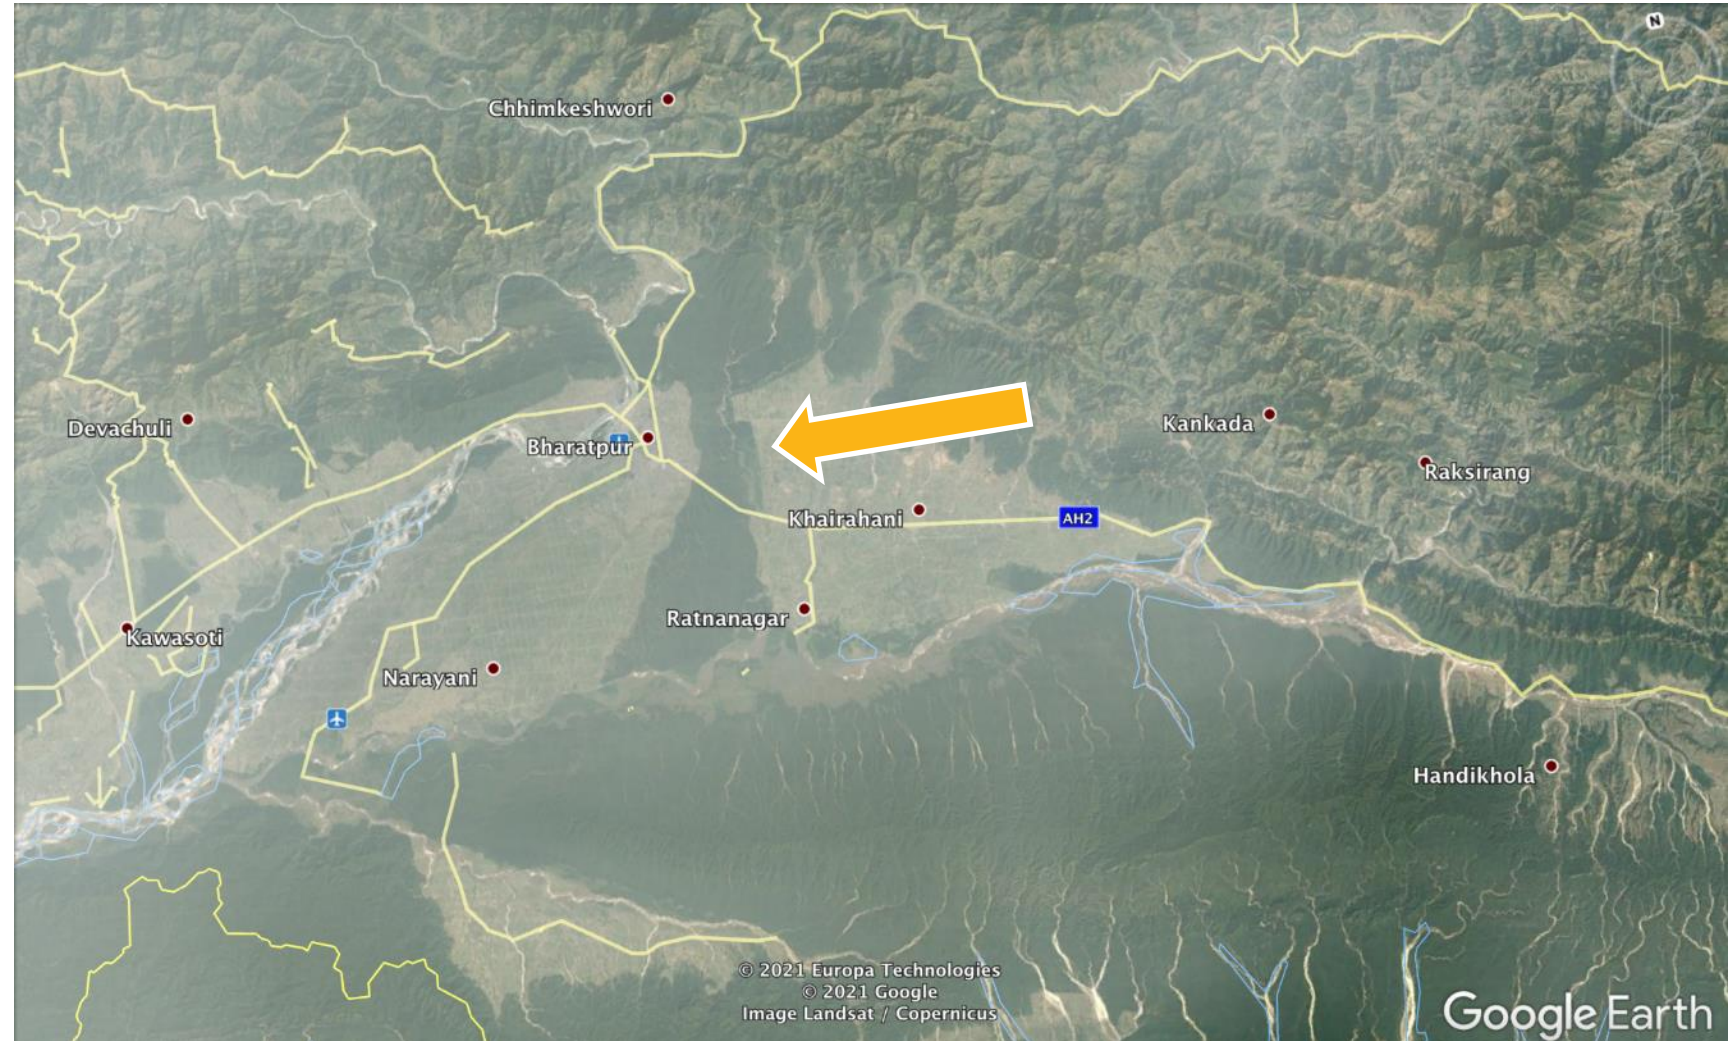 N
Chhimkeshwori
Devachuli
Bharatpur
Kankada
Raksirang
Khairahani
AH2
Ratnanagar
Kawasoti
Narayani
Handikhola
© 2021 Europa Technologies
© 2021 Google
Image Landsat / Copernicus
Google Earth